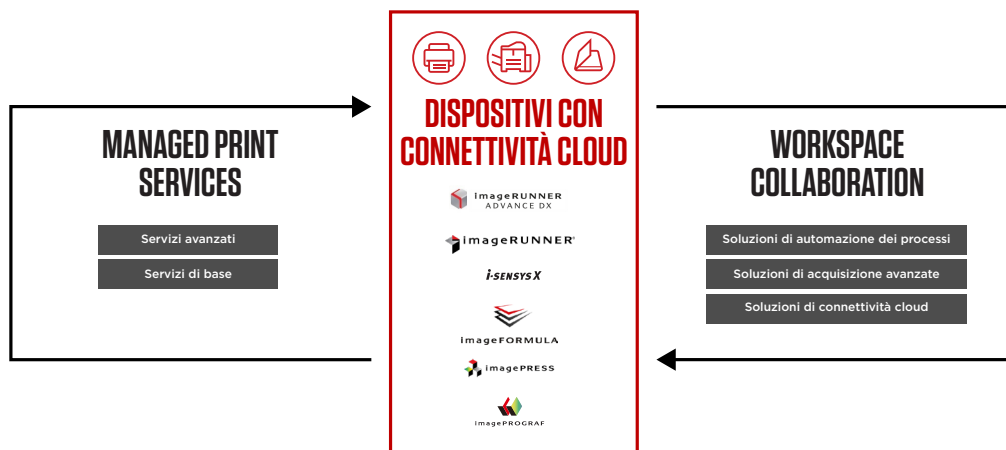 MANAGED PRINT
SERVICES
Servizi avanzati
Servizi di base
DISPOSITIVI CON
CONNETTIVITÀ CLOUD
imageRUNNER
ADVANCE DX
imageRUNNER®
i-SENSYS X
imageFORMULA
imagePRESS
imagePROGRAF
WORKSPACE
COLLABORATION
Soluzioni di automazione dei processi
Soluzioni di acquisizione avanzate
Soluzioni di connettività cloud